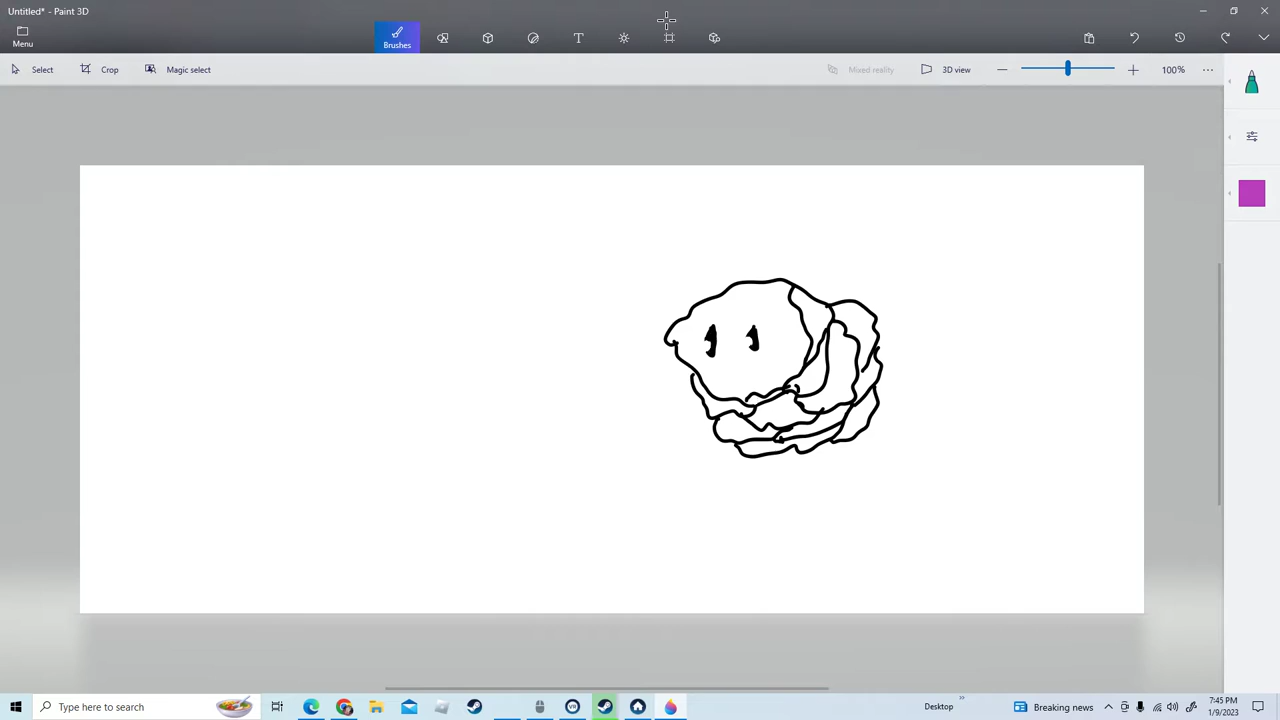 Untitled* - Paint 3D
Menu
Brushes
Select
Crop
Magic select
Mixed reality
3D view
100%
Type here to search
Desktop
Breaking news
7:45 PM
1/9/2023